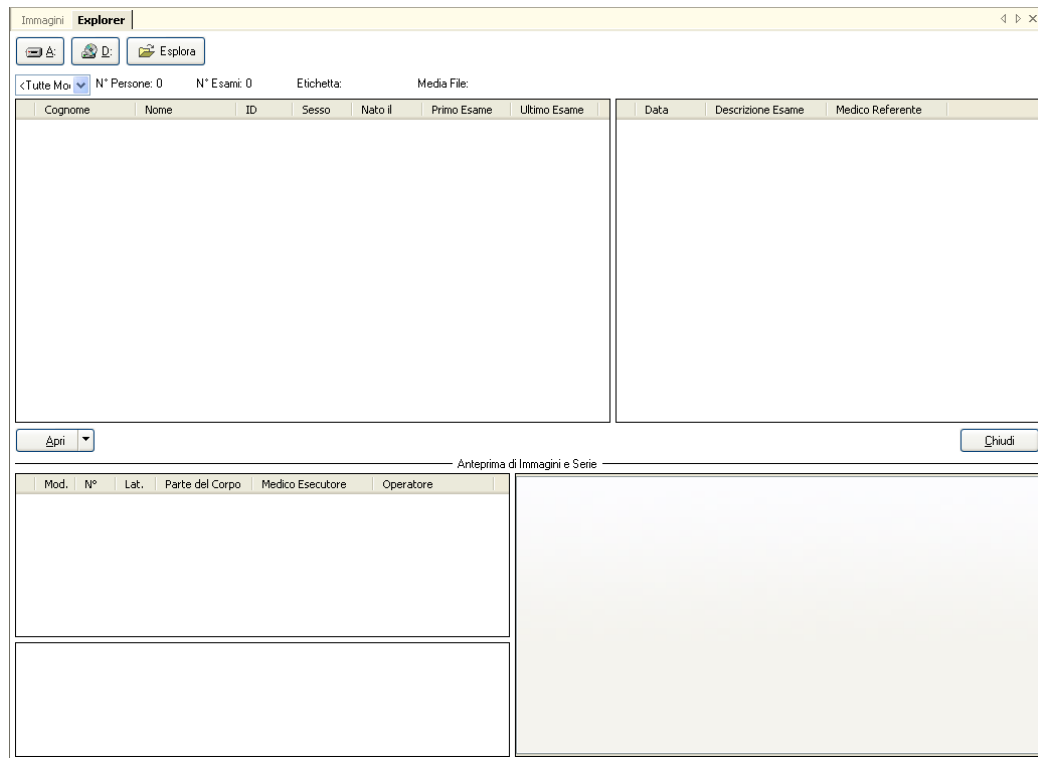 Immagini Explorer
A: D: Esplora
<Tutte Mo N° Persone: 0 N° Esami: 0 Etichetta: Media File:
Cognome Nome ID Sesso Nato il Primo Esame Ultimo Esame Data Descrizione Esame Medico Referente
Apri Chiudi
Anteprima di Immagini e Serie
Mod. N° Lat. Parte del Corpo Medico Esecutore Operatore